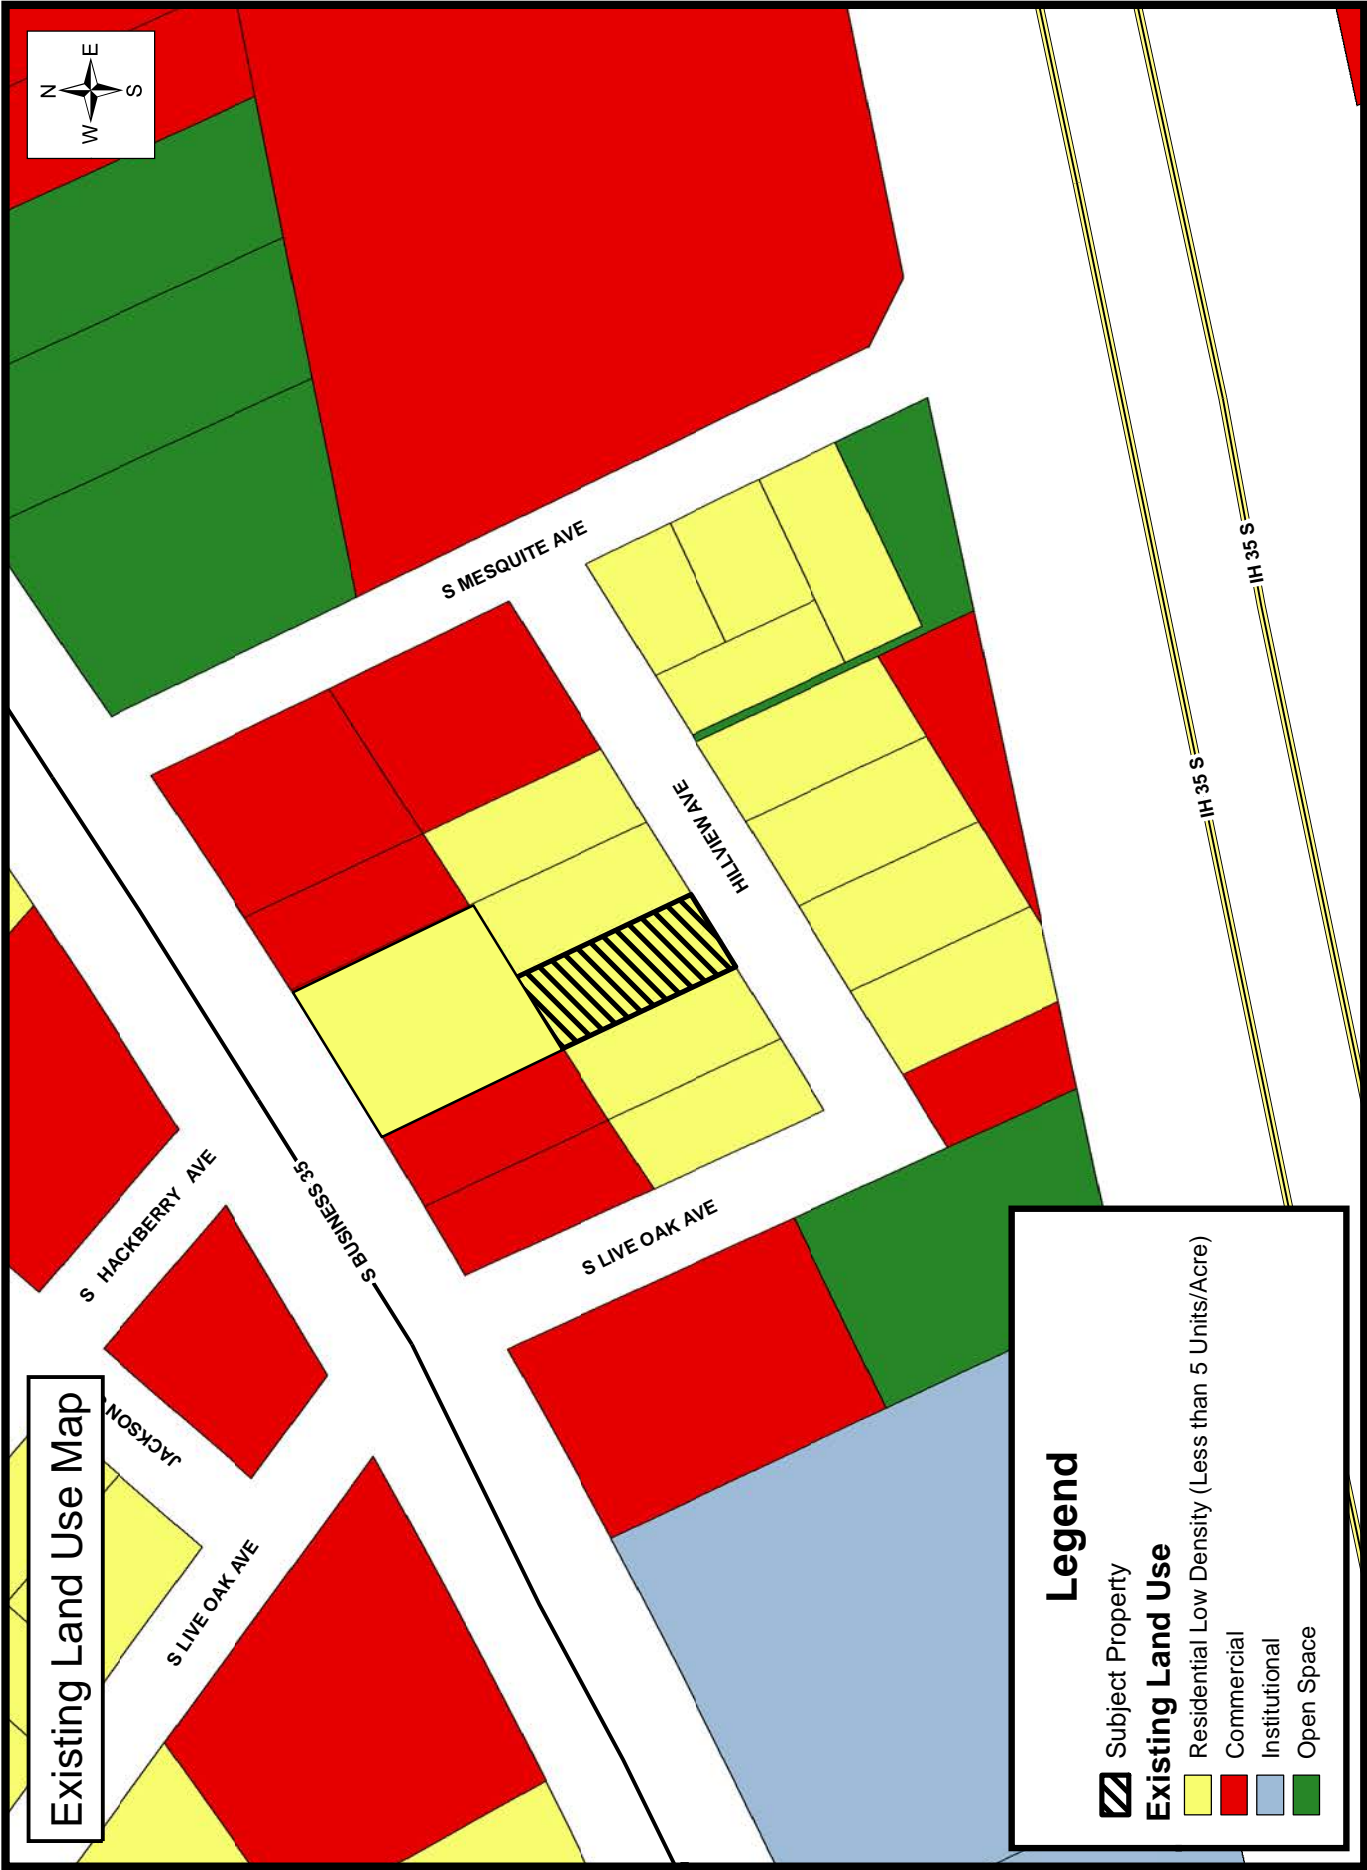 Existing Land Use Map
N
W E
S
S HACKBERRY AVE
JACKSON
S LIVE OAK AVE
S BUSINESS 35
S MESQUITE AVE
HILLVIEW AVE
S LIVE OAK AVE
IH 35 S
IH 35 S
Legend
Subject Property
Existing Land Use
Residential Low Density (Less than 5 Units/Acre)
Commercial
Institutional
Open Space